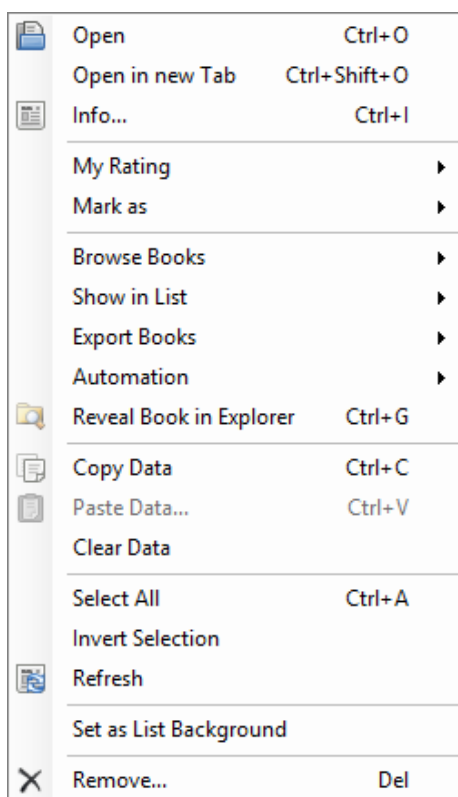 Open Ctrl+O
Open in new Tab Ctrl+Shift+O
Info... Ctrl+I
My Rating
Mark as
Browse Books
Show in List
Export Books
Automation
Reveal Book in Explorer Ctrl+G
Copy Data Ctrl+C
Paste Data... Ctrl+V
Clear Data
Select All Ctrl+A
Invert Selection
Refresh
Set as List Background
Remove... Del